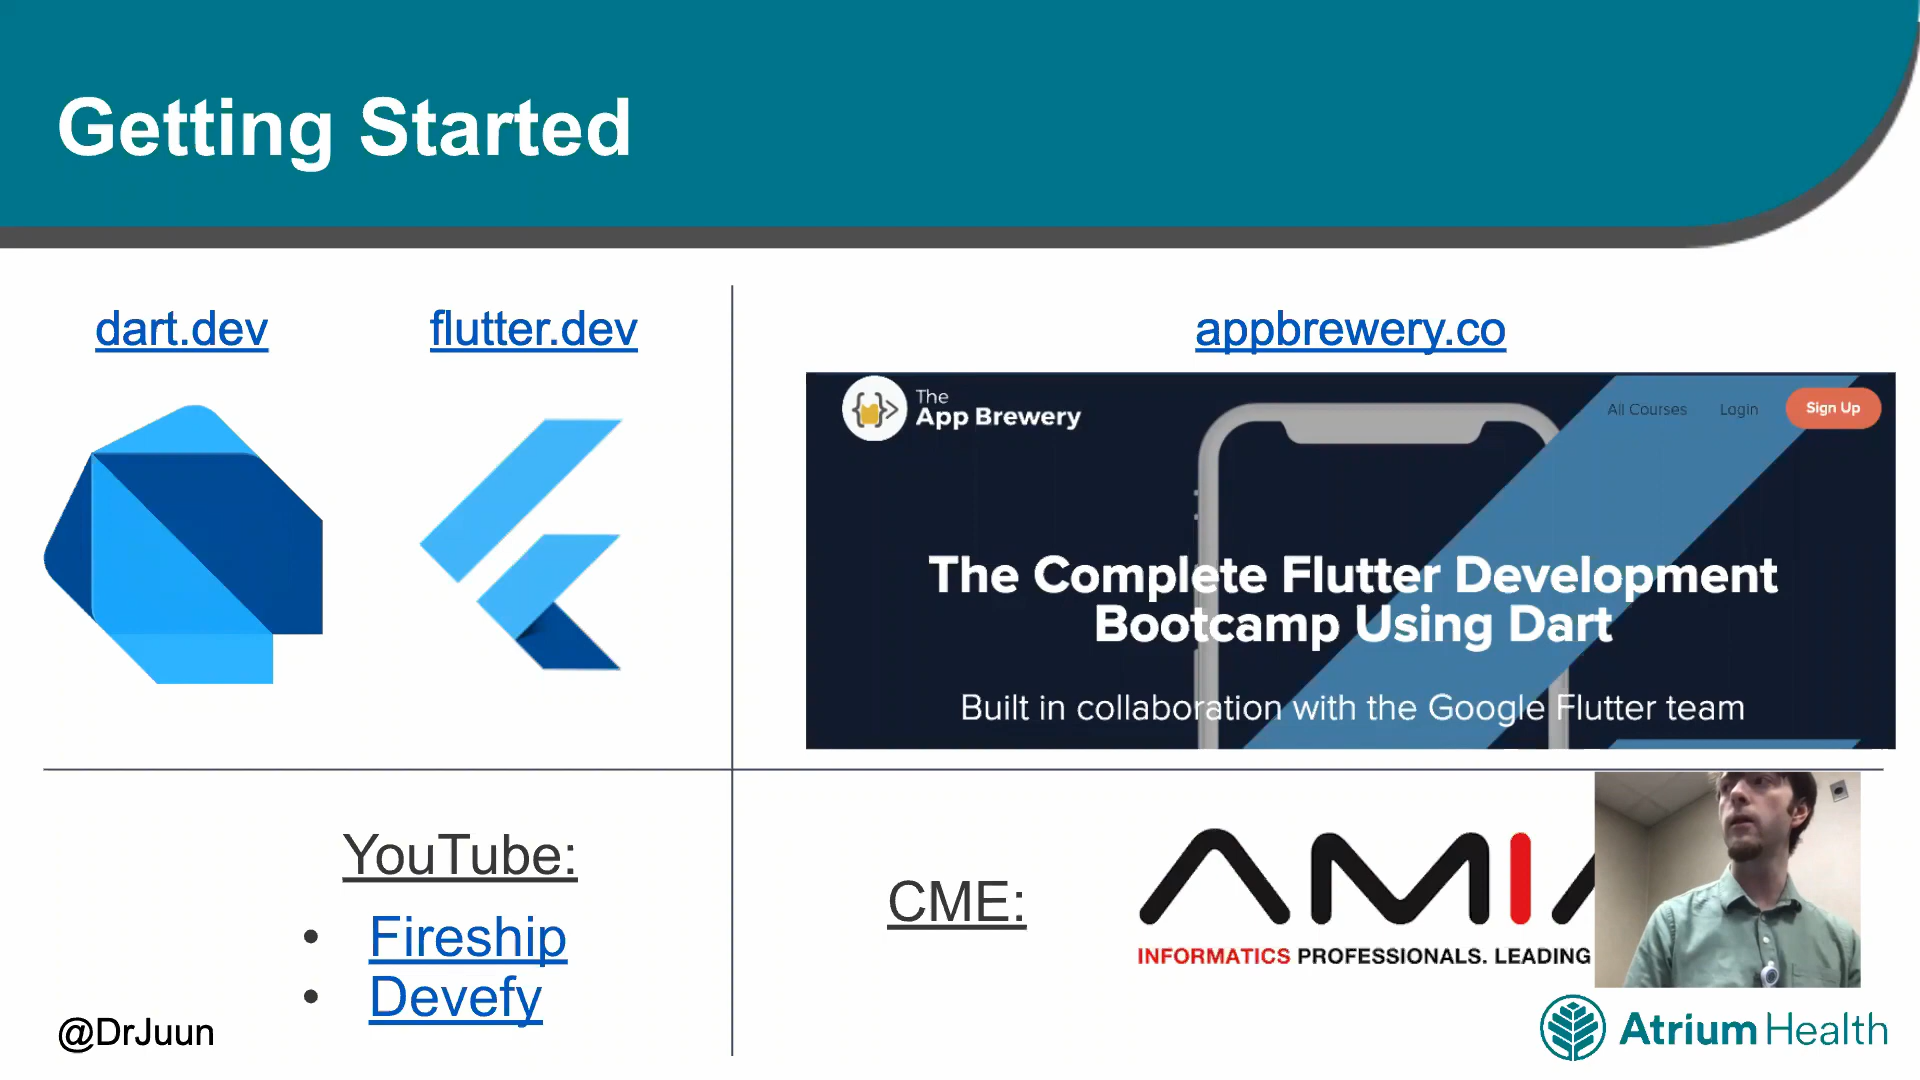 Getting Started
dart.dev
flutter.dev
appbrewery.co
The
App Brewery
All Courses
Login
Sign Up
The Complete Flutter Development
Bootcamp Using Dart
Built in collaboration with the Google Flutter team
YouTube:
• Fireship
• Devefy
CME:
AMIA
INFORMATICS PROFESSIONALS. LEADING
@DrJuun
Atrium Health